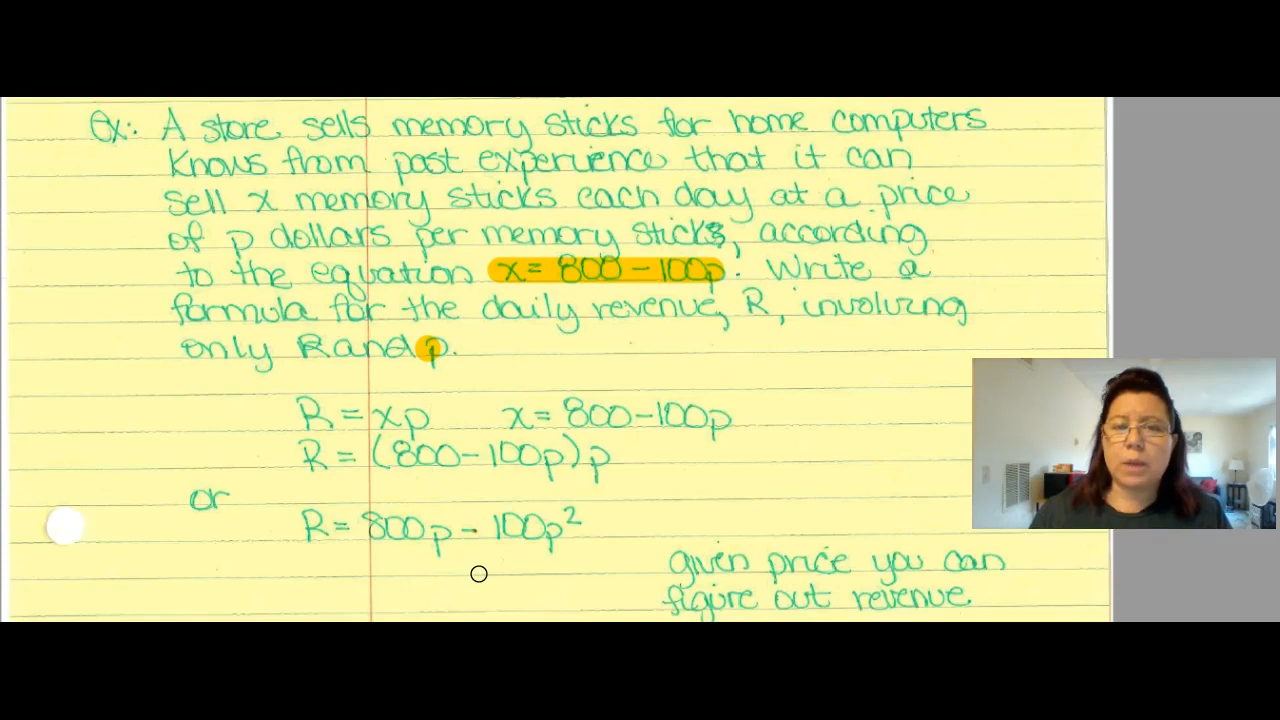 Ex: A store sells memory sticks for home computers
knows from past experience that it can
sell x memory sticks each day at a price
of p dollars per memory sticks, according
to the equation x = 800 - 100p. Write a
formula for the daily revenue, R, involving
only R and p.
R = xp x = 800-100p
R = (800-100p)p
or
R = 800p - 100p²
given price you can
figure out revenue